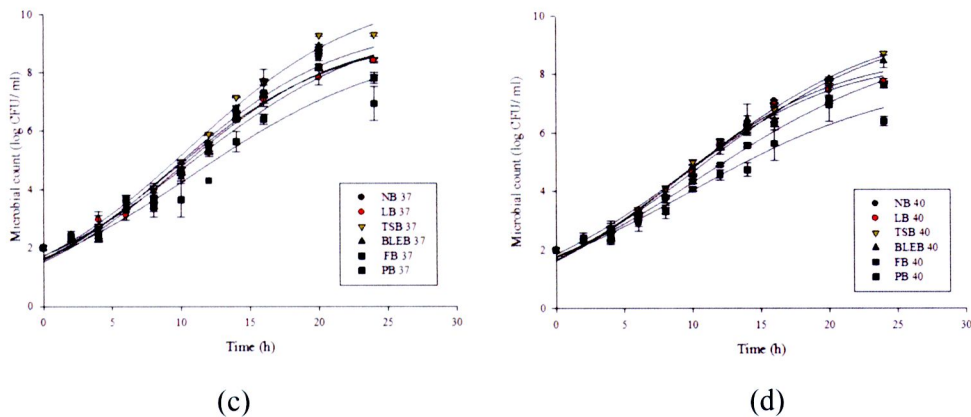 Microbial count (log CFU/ ml)
10
8
6
4
2
0
NB 37
LB 37
TSB 37
BLEB 37
FB 37
PB 37
0 5 10 15 20 25 30
Time (h)
(c)
Microbial count (log CFU/ ml)
10
8
6
4
2
0
NB 40
LB 40
TSB 40
BLEB 40
FB 40
PB 40
0 5 10 15 20 25 30
Time (h)
(d)